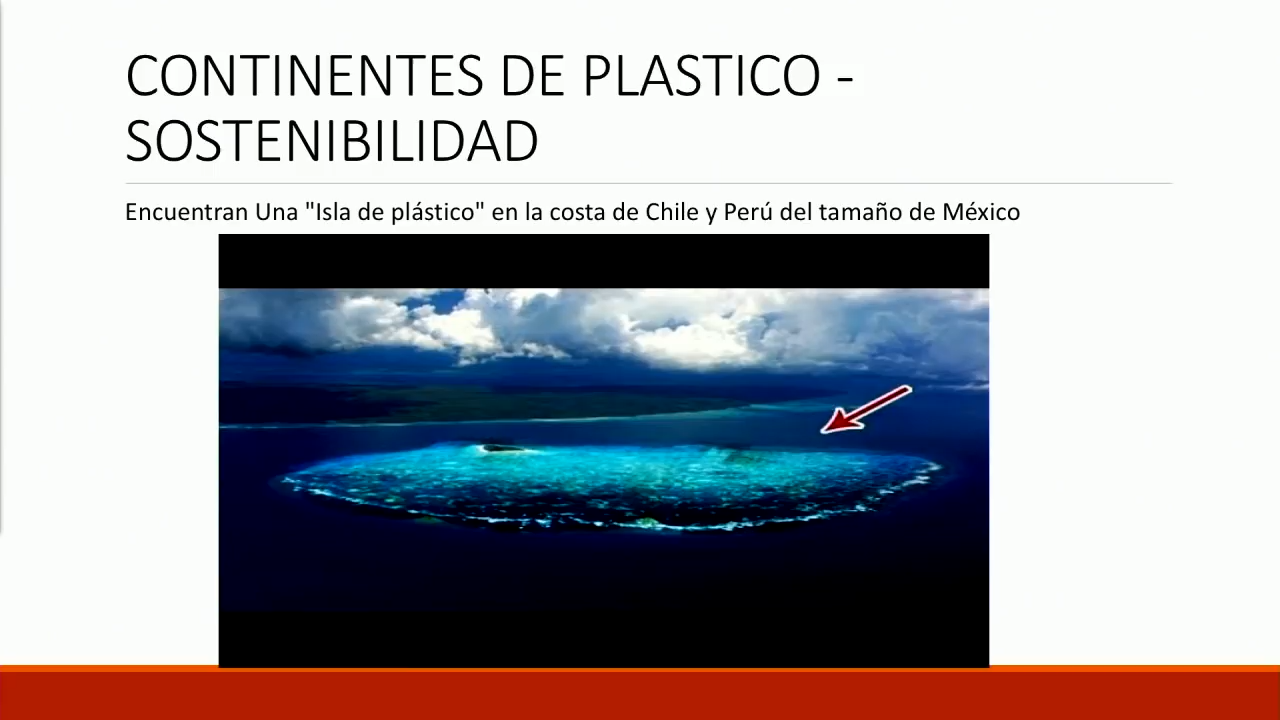 CONTINENTES DE PLASTICO -
SOSTENIBILIDAD
Encuentran Una "Isla de plástico" en la costa de Chile y Perú del tamaño de México